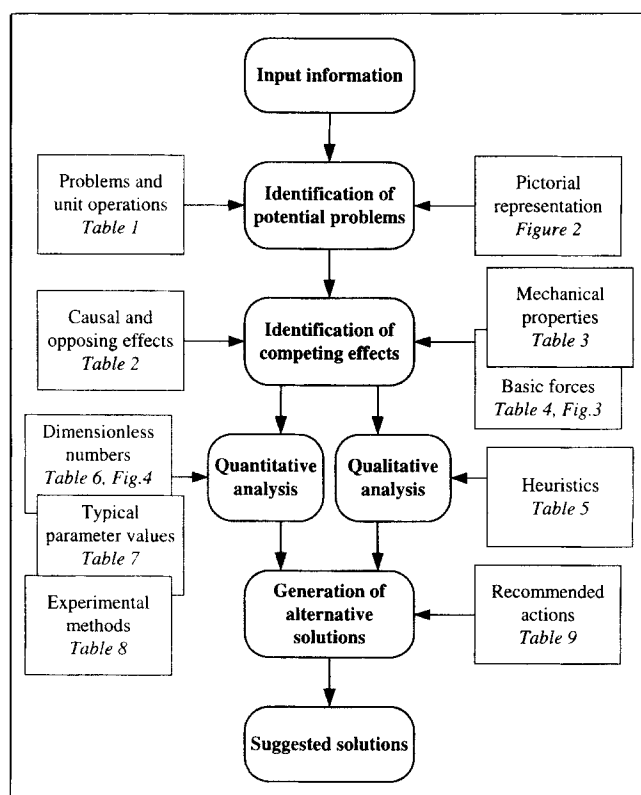 Input information
Problems and
unit operations
Table 1
Identification of
potential problems
Pictorial
representation
Figure 2
Causal and
opposing effects
Table 2
Identification of
competing effects
Mechanical
properties
Table 3
Basic forces
Table 4, Fig.3
Dimensionless
numbers
Table 6, Fig.4
Typical
parameter values
Table 7
Experimental
methods
Table 8
Quantitative
analysis
Qualitative
analysis
Heuristics
Table 5
Generation of
alternative
solutions
Recommended
actions
Table 9
Suggested solutions